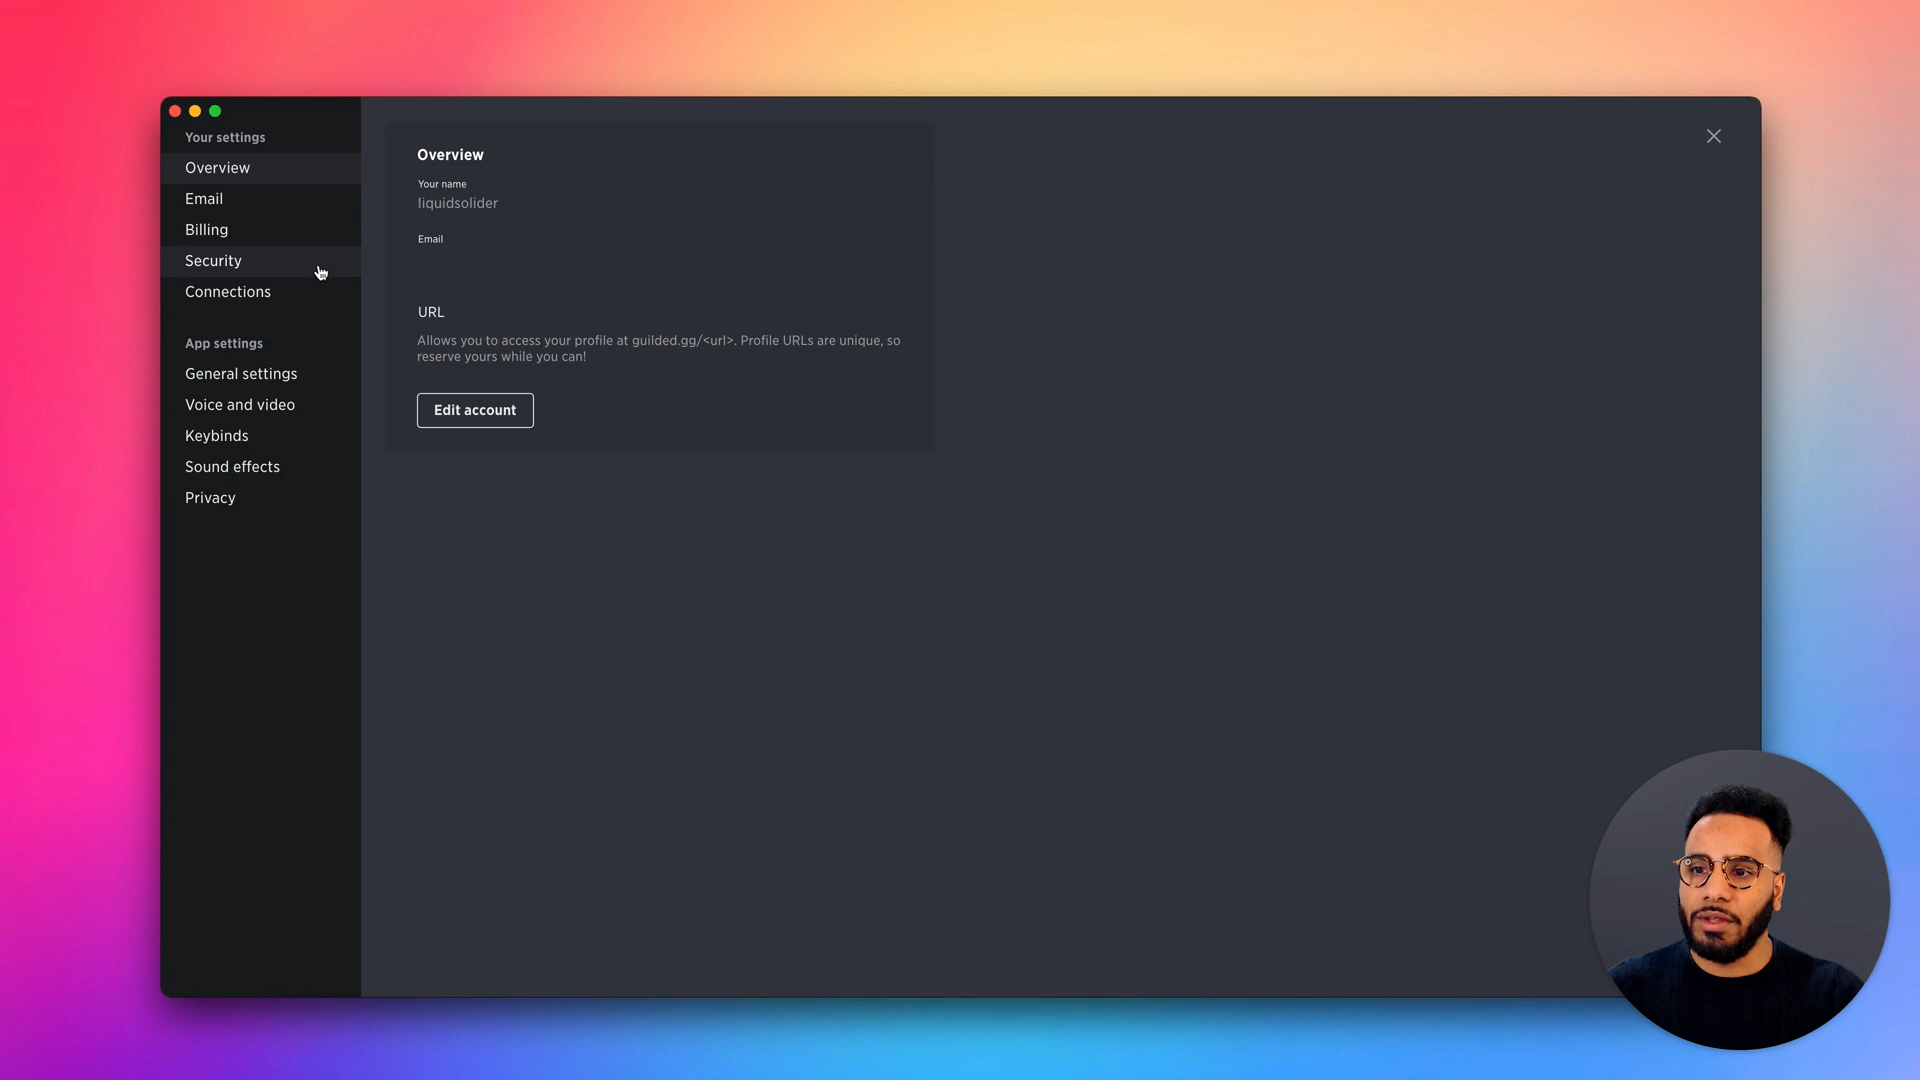 Your settings
Overview
Email
Billing
Security
Connections
App settings
General settings
Voice and video
Keybinds
Sound effects
Privacy
Overview
Your name
liquidsolider
Email
URL
Allows you to access your profile at guilded.gg/<url>. Profile URLs are unique, so
reserve yours while you can!
Edit account